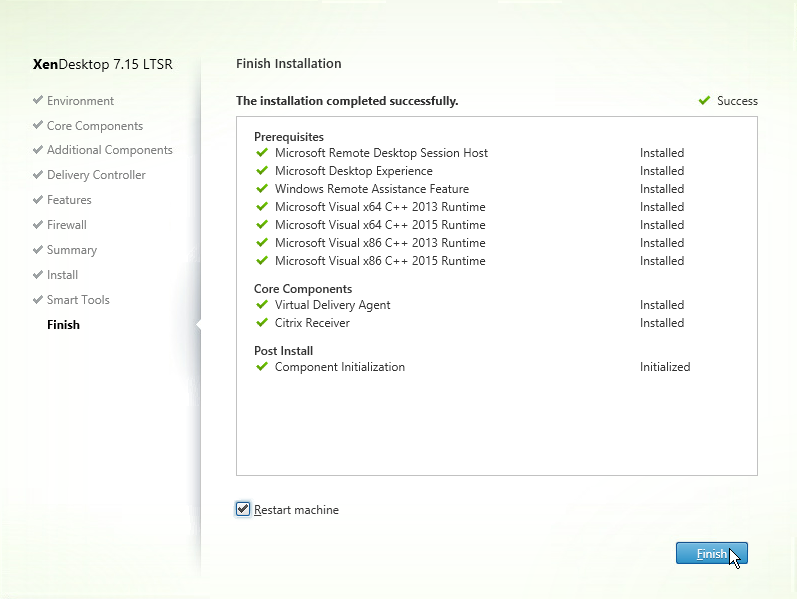 XenDesktop 7.15 LTSR
Environment
Core Components
Additional Components
Delivery Controller
Features
Firewall
Summary
Install
Smart Tools
Finish
Finish Installation
The installation completed successfully. Success
Prerequisites
Microsoft Remote Desktop Session Host Installed
Microsoft Desktop Experience Installed
Windows Remote Assistance Feature Installed
Microsoft Visual x64 C++ 2013 Runtime Installed
Microsoft Visual x64 C++ 2015 Runtime Installed
Microsoft Visual x86 C++ 2013 Runtime Installed
Microsoft Visual x86 C++ 2015 Runtime Installed
Core Components
Virtual Delivery Agent Installed
Citrix Receiver Installed
Post Install
Component Initialization Initialized
Restart machine
Finish